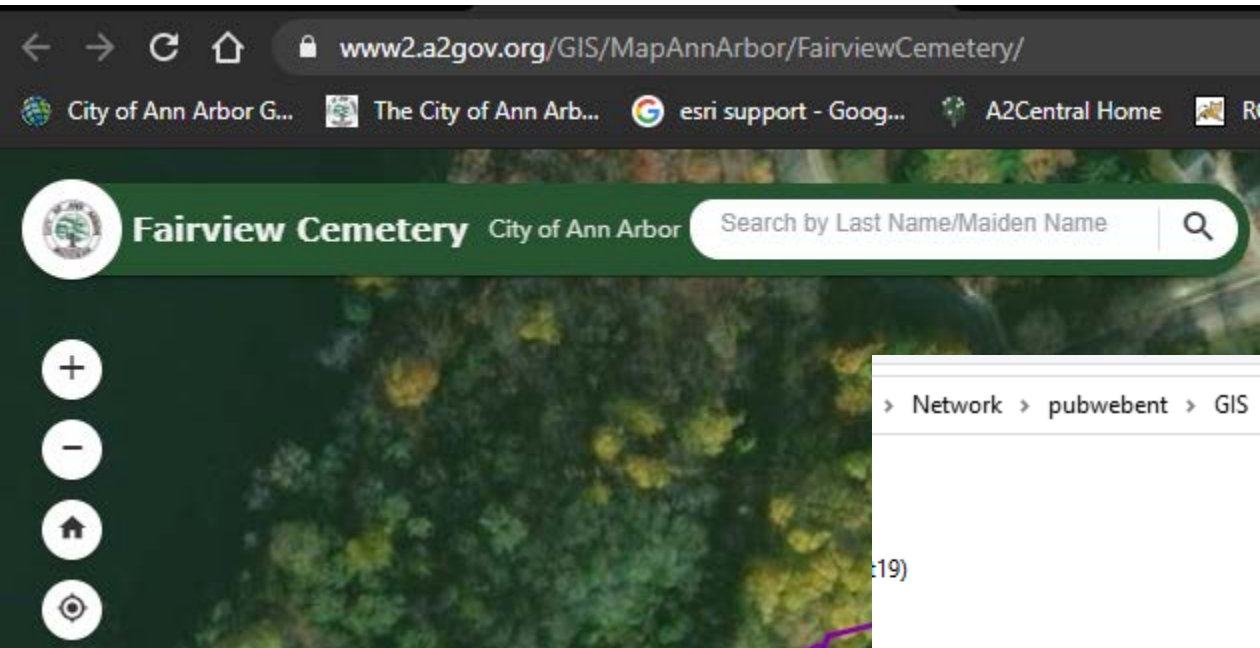 www2.a2gov.org/GIS/MapAnnArbor/FairviewCemetery/
City of Ann Arbor G... The City of Ann Arb... esri support - Goog... A2Central Home
Fairview Cemetery City of Ann Arbor Search by Last Name/Maiden Name
> Network > pubwebent > GIS
t19)